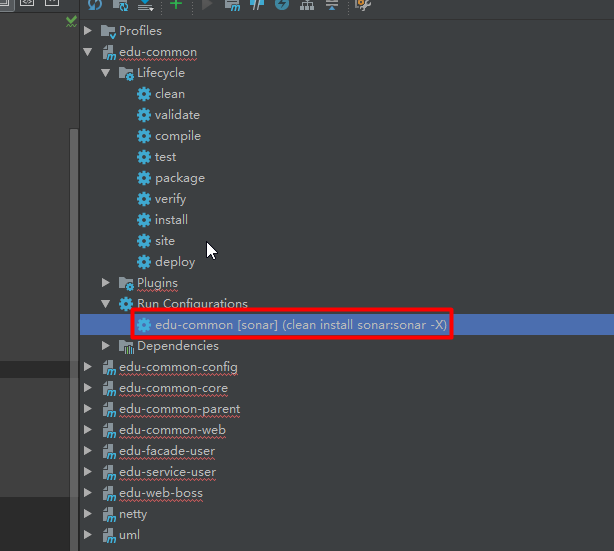 Profiles
edu-common
Lifecycle
clean
validate
compile
test
package
verify
install
site
deploy
Plugins
Run Configurations
edu-common [sonar] (clean install sonar:sonar -X)
Dependencies
edu-common-config
edu-common-core
edu-common-parent
edu-common-web
edu-facade-user
edu-service-user
edu-web-boss
netty
uml